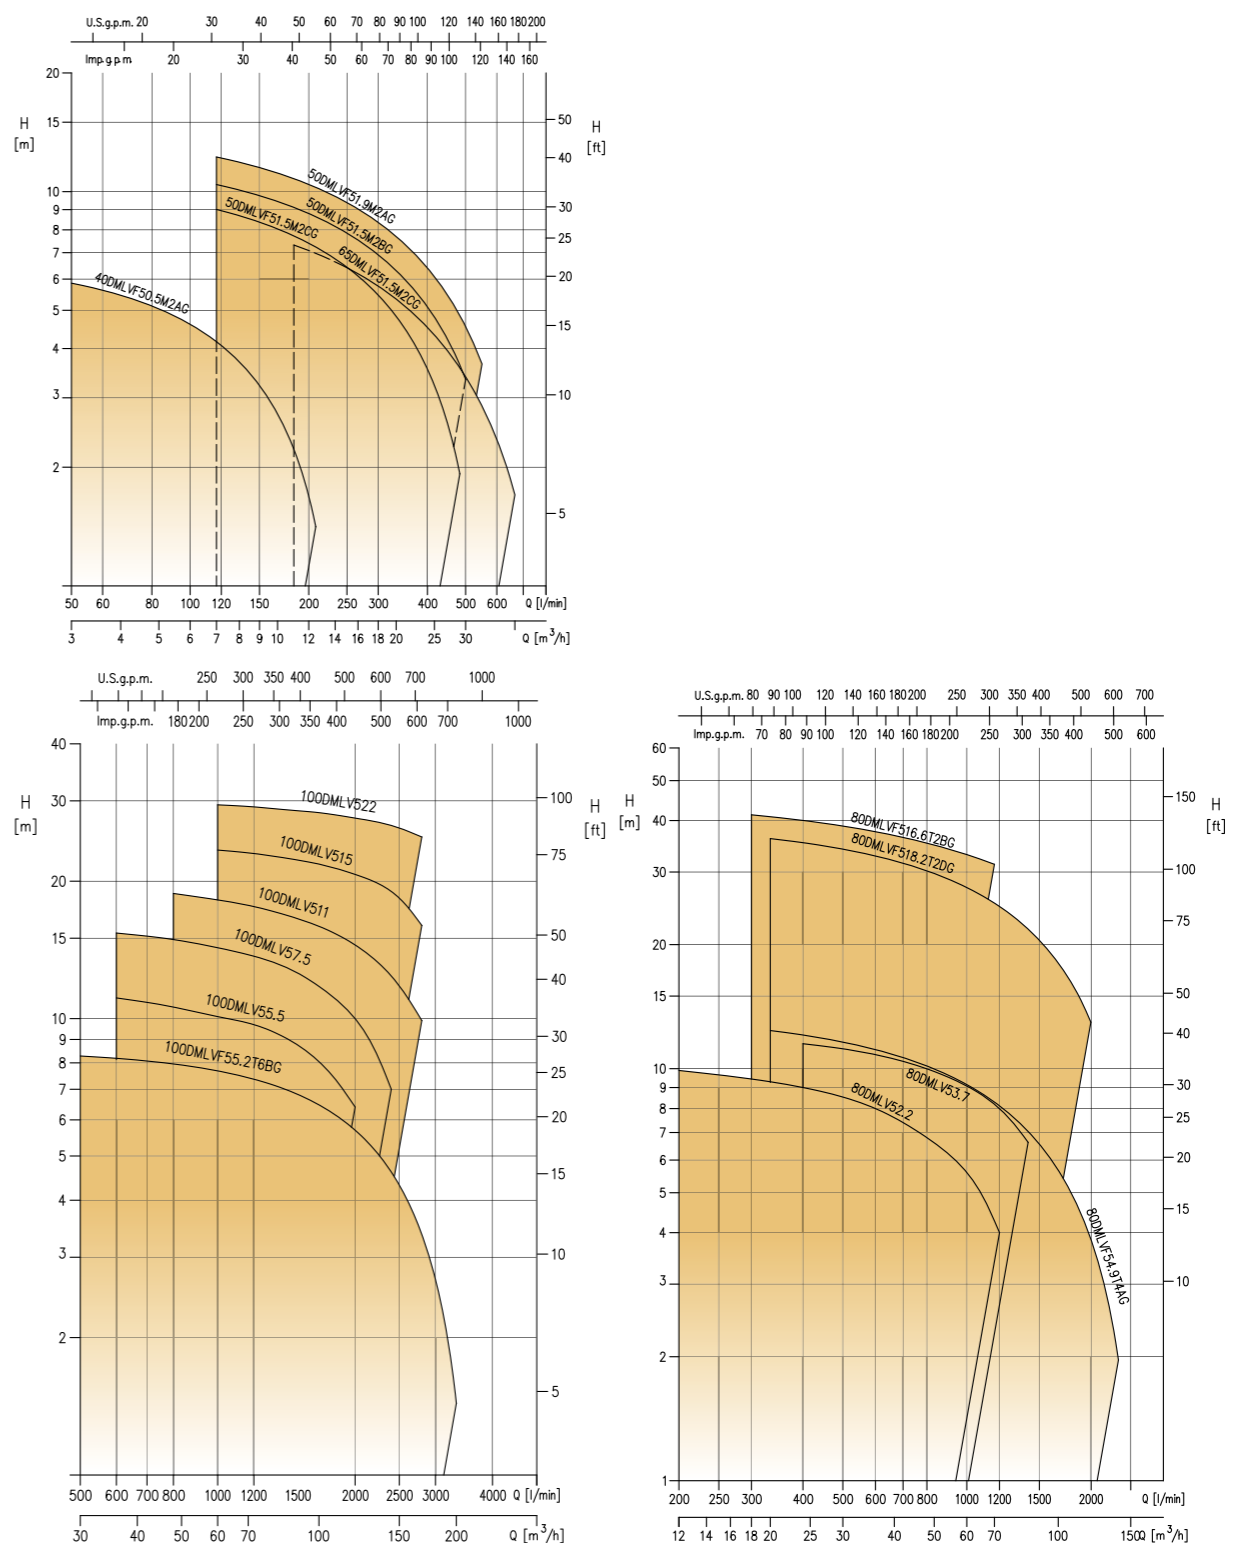 U.S.g.p.m. 20 30 40 50 60 70 80 90 100 120 140 160 180 200
Imp.g.p.m. 20 30 40 50 60 70 80 90 100 120 140 160
20
15
10
9
8
7
6
5
4
3
2
H
[m]
50
40
30
25
20
15
10
5
H
[ft]
50DMLVF51.9M2AG
50DMLVF51.5M2BG
50DMLVF51.5M2CG
65DMLVF51.5M2CG
40DMLVF50.5M2AG
50 60 80 100 120 150 200 250 300 400 500 600 Q [l/min]
3 4 5 6 7 8 9 10 12 14 16 18 20 25 30 Q [m³/h]
U.S.g.p.m. 250 300 350 400 500 600 700 1000
Imp.g.p.m. 180 200 250 300 350 400 500 600 700 1000
40
30
20
15
10
9
8
7
6
5
4
3
2
H
[m]
100
75
50
40
30
25
20
15
10
5
H
[ft]
100DMLV522
100DMLV515
100DMLV511
100DMLV57.5
100DMLV55.5
100DMLVF55.2T6BG
500 600 700 800 1000 1200 1500 2000 2500 3000 4000 Q [l/min]
30 40 50 60 70 100 150 200 Q [m³/h]
U.S.g.p.m. 80 90 100 120 140 160 180 200 250 300 350 400 500 600 700
Imp.g.p.m. 70 80 90 100 120 140 160 180 200 250 300 350 400 500 600
60
50
40
30
20
15
10
9
8
7
6
5
4
3
2
1
H
[m]
150
100
75
50
40
30
25
20
15
10
H
[ft]
80DMLVF516.6T2BG
80DMLVF518.2T2DG
80DMLV53.7
80DMLV52.2
80DMLVF54.9T4AG
200 250 300 400 500 600 700 800 1000 1200 1500 2000 Q [l/min]
12 14 16 18 20 25 30 40 50 60 70 100 150 Q [m³/h]